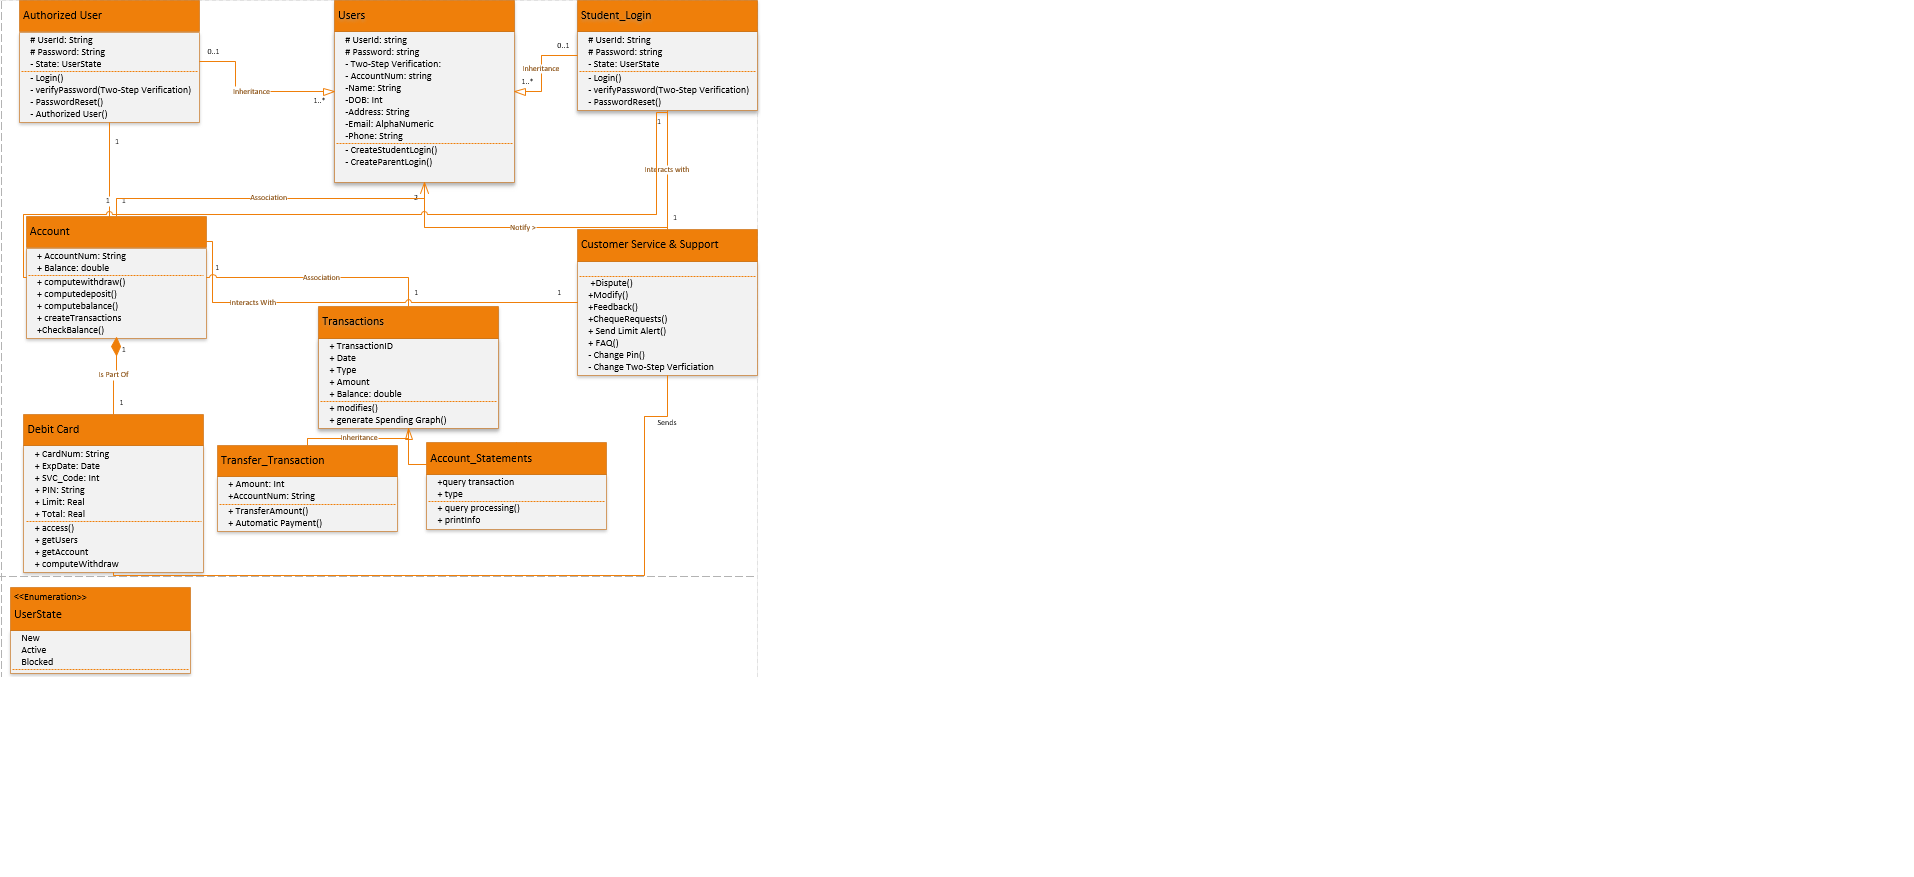 Authorized User
# UserId: String
# Password: String
- State: UserState
- Login()
- verifyPassword(Two-Step Verification)
- PasswordReset()
- Authorized User()
0..1
Inheritance
1..*
Users
# UserId: string
# Password: string
- Two-Step Verification:
- AccountNum: string
-Name: String
-DOB: Int
-Address: String
-Email: AlphaNumeric
-Phone: String
- CreateStudentLogin()
- CreateParentLogin()
0..1
Inheritance
1..*
Student_Login
# UserId: String
# Password: string
- State: UserState
- Login()
- verifyPassword(Two-Step Verification)
- PasswordReset()
1
1
Interacts with
1
1
1
Association
2
Notify >
Account
+ AccountNum: String
+ Balance: double
+ computewithdraw()
+ computedeposit()
+ computebalance()
+ createTransactions
+CheckBalance()
1
Association
1
Interacts With
1
Customer Service & Support
+Dispute()
+Modify()
+Feedback()
+ChequeRequests()
+ Send Limit Alert()
+ FAQ()
- Change Pin()
- Change Two-Step Verficiation
Transactions
+ TransactionID
+ Date
+ Type
+ Amount
+ Balance: double
+ modifies()
+ generate Spending Graph()
1
Is Part Of
1
Sends
Debit Card
+ CardNum: String
+ ExpDate: Date
+ SVC_Code: Int
+ PIN: String
+ Limit: Real
+ Total: Real
+ access()
+ getUsers
+ getAccount
+ computeWithdraw
Inheritance
Transfer_Transaction
+ Amount: Int
+AccountNum: String
+ TransferAmount()
+ Automatic Payment()
Account_Statements
+query transaction
+ type
+ query processing()
+ printInfo
<<Enumeration>>
UserState
New
Active
Blocked